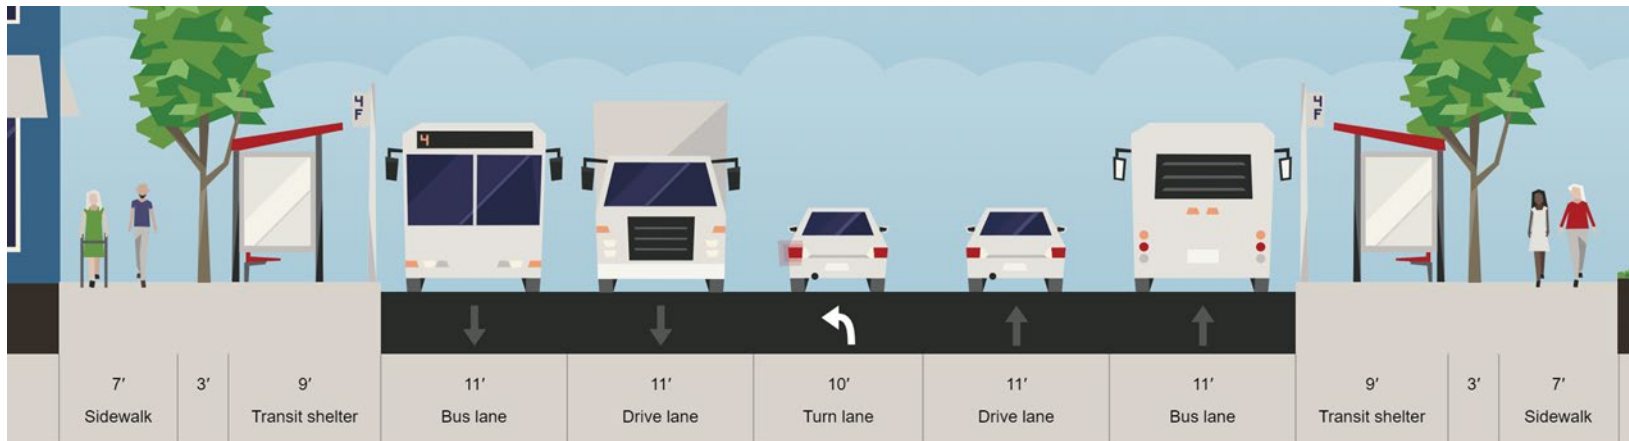 4
F
4
4
F
7' 3' 9' 11' 11' 10' 11' 11' 9' 3' 7'
Sidewalk Transit shelter Bus lane Drive lane Turn lane Drive lane Bus lane Transit shelter Sidewalk